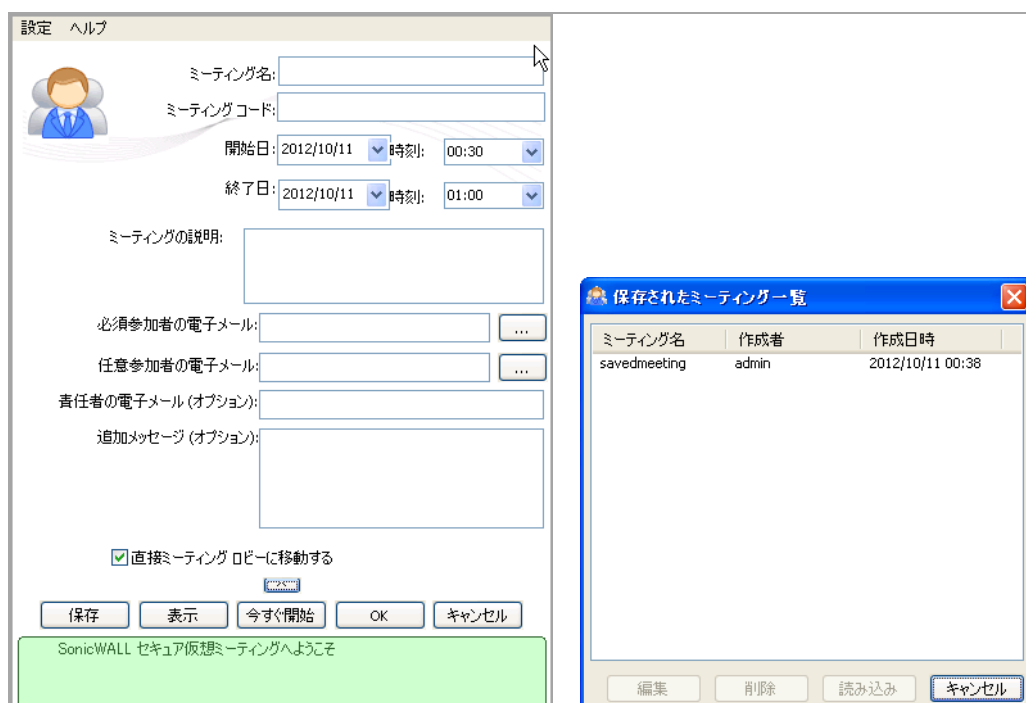 設定 ヘルプ
ミーティング名:
ミーティング コード:
開始日: 2012/10/11 時刻: 00:30
終了日: 2012/10/11 時刻: 01:00
ミーティングの説明:
必須参加者の電子メール: ...
任意参加者の電子メール: ...
責任者の電子メール (オプション):
追加メッセージ (オプション):
直接ミーティング ロビーに移動する
保存 表示 今すぐ開始 OK キャンセル
SonicWALL セキュア仮想ミーティングへようこそ
保存されたミーティング一覧
ミーティング名 作成者 作成日時
savedmeeting admin 2012/10/11 00:38
編集 削除 読み込み キャンセル